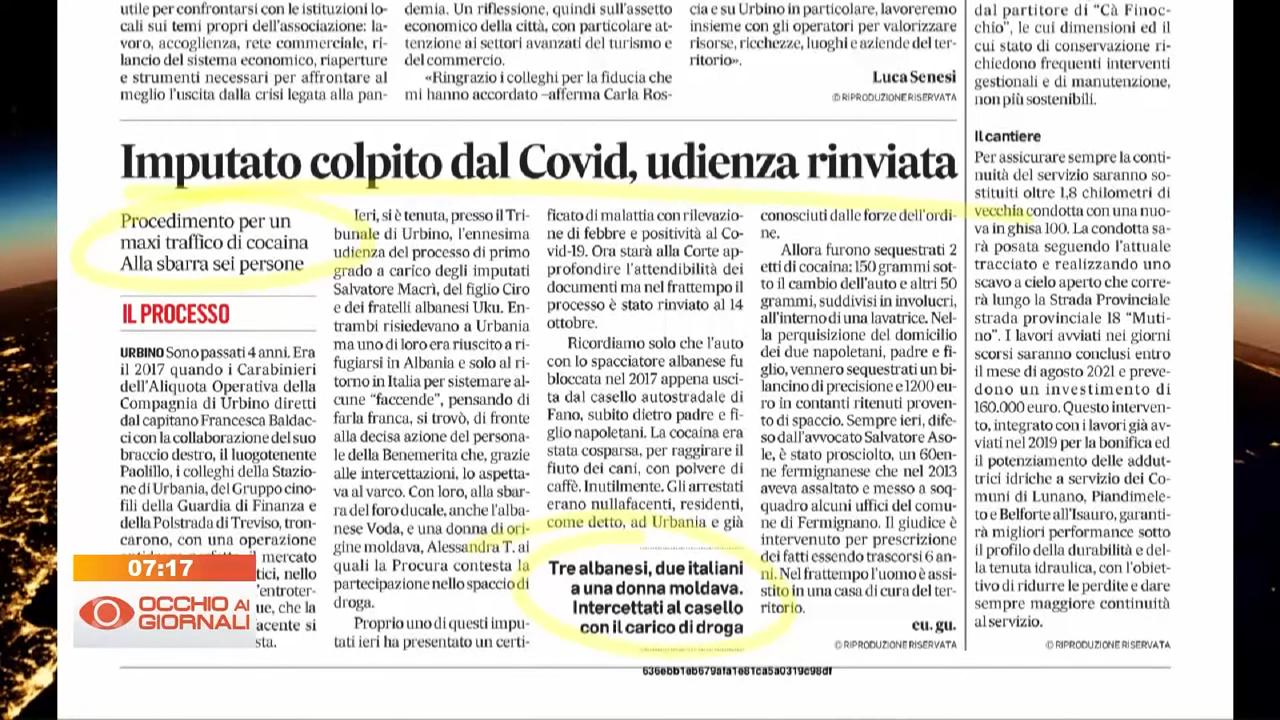 utile per confrontarsi con le istituzioni lo-
cali sui temi propri dell'associazione: la-
voro, accoglienza, rete commerciale, ri-
lancio del sistema economico, riaperture
e strumenti necessari per affrontare al
meglio l'uscita dalla crisi legata alla pan-
demia. Un riflessione, quindi sull'assetto
economico della città, con particolare at-
tenzione ai settori avanzati del turismo e
del commercio.
«Ringrazio i colleghi per la fiducia che
mi hanno accordato –afferma Carla Ros-
cia e su Urbino in particolare, lavoreremo
insieme con gli operatori per valorizzare
risorse, ricchezze, luoghi e aziende del ter-
ritorio».
Luca Senesi
© RIPRODUZIONE RISERVATA
Imputato colpito dal Covid, udienza rinviata
Procedimento per un
maxi traffico di cocaina
Alla sbarra sei persone
IL PROCESSO
URBINO Sono passati 4 anni. Era
il 2017 quando i Carabinieri
dell'Aliquota Operativa della
Compagnia di Urbino diretti
dal capitano Francesca Baldac-
ci con la collaborazione del suo
braccio destro, il luogotenente
Paolillo, i colleghi della Stazio-
ne di Urbania, del Gruppo cino-
fili della Guardia di Finanza e
della Polstrada di Treviso, tron-
carono, con una operazione
il mercato
tici, nello
'entroter-
ue, che la
acente si
sta.
Ieri, si è tenuta, presso il Tri-
bunale di Urbino, l'ennesima
udienza del processo di primo
grado a carico degli imputati
Salvatore Macrì, del figlio Ciro
e dei fratelli albanesi Uku. En-
trambi risiedevano a Urbania
ma uno di loro era riuscito a ri-
fugiarsi in Albania e solo al ri-
torno in Italia per sistemare al-
cune "faccende", pensando di
farla franca, si trovò, di fronte
alla decisa azione del persona-
le della Benemerita che, grazie
alle intercettazioni, lo aspetta-
va al varco. Con loro, alla sbar-
ra del foro ducale, anche l'alba-
nese Voda, e una donna di ori-
gine moldava, Alessandra T. ai
quali la Procura contesta la
partecipazione nello spaccio di
droga.
Proprio uno di questi impu-
tati ieri ha presentato un certi-
ficato di malattia con rilevazio-
ne di febbre e positività al Co-
vid-19. Ora starà alla Corte ap-
profondire l'attendibilità dei
documenti ma nel frattempo il
processo è stato rinviato al 14
ottobre.
Ricordiamo solo che l'auto
con lo spacciatore albanese fu
bloccata nel 2017 appena usci-
ta dal casello autostradale di
Fano, subito dietro padre e fi-
glio napoletani. La cocaina era
stata cosparsa, per raggirare il
fiuto dei cani, con polvere di
caffè. Inutilmente. Gli arrestati
erano nullafacenti, residenti,
come detto, ad Urbania e già
Tre albanesi, due italiani
a una donna moldava.
Intercettati al casello
con il carico di droga
conosciuti dalle forze dell'ordi-
ne.
Allora furono sequestrati 2
etti di cocaina: 150 grammi sot-
to il cambio dell'auto e altri 50
grammi, suddivisi in involucri,
all'interno di una lavatrice. Nel-
la perquisizione del domicilio
dei due napoletani, padre e fi-
glio, vennero sequestrati un bi-
lancino di precisione e 1200 eu-
ro in contanti ritenuti proven-
to di spaccio. Sempre ieri, dife-
so dall'avvocato Salvatore Aso-
le, è stato prosciolto, un 60en-
ne fermignanese che nel 2013
aveva assaltato e messo a soq-
quadro alcuni uffici del comu-
ne di Fermignano. Il giudice è
intervenuto per prescrizione
dei fatti essendo trascorsi 6 an-
ni. Nel frattempo l'uomo è assi-
stito in una casa di cura del ter-
ritorio.
eu. gu.
© RIPRODUZIONE RISERVATA
dal partitore di "Cà Finoc-
chio", le cui dimensioni ed il
cui stato di conservazione ri-
chiedono frequenti interventi
gestionali e di manutenzione,
non più sostenibili.
Il cantiere
Per assicurare sempre la conti-
nuità del servizio saranno so-
stituiti oltre 1,8 chilometri di
vecchia condotta con una nuo-
va in ghisa 100. La condotta sa-
rà posata seguendo l'attuale
tracciato e realizzando uno
scavo a cielo aperto che corre-
rà lungo la Strada Provinciale
strada provinciale 18 "Muti-
no". I lavori avviati nei giorni
scorsi saranno conclusi entro
il mese di agosto 2021 e preve-
dono un investimento di
160.000 euro. Questo interven-
to, integrato con i lavori già av-
viati nel 2019 per la bonifica ed
il potenziamento delle addut-
trici idriche a servizio dei Co-
muni di Lunano, Piandimele-
to e Belforte all'Isauro, garanti-
rà migliori performance sotto
il profilo della durabilità e del-
la tenuta idraulica, con l'obiet-
tivo di ridurre le perdite e dare
sempre maggiore continuità
al servizio.
© RIPRODUZIONE RISERVATA
07:17
OCCHIO AI
GIORNALI